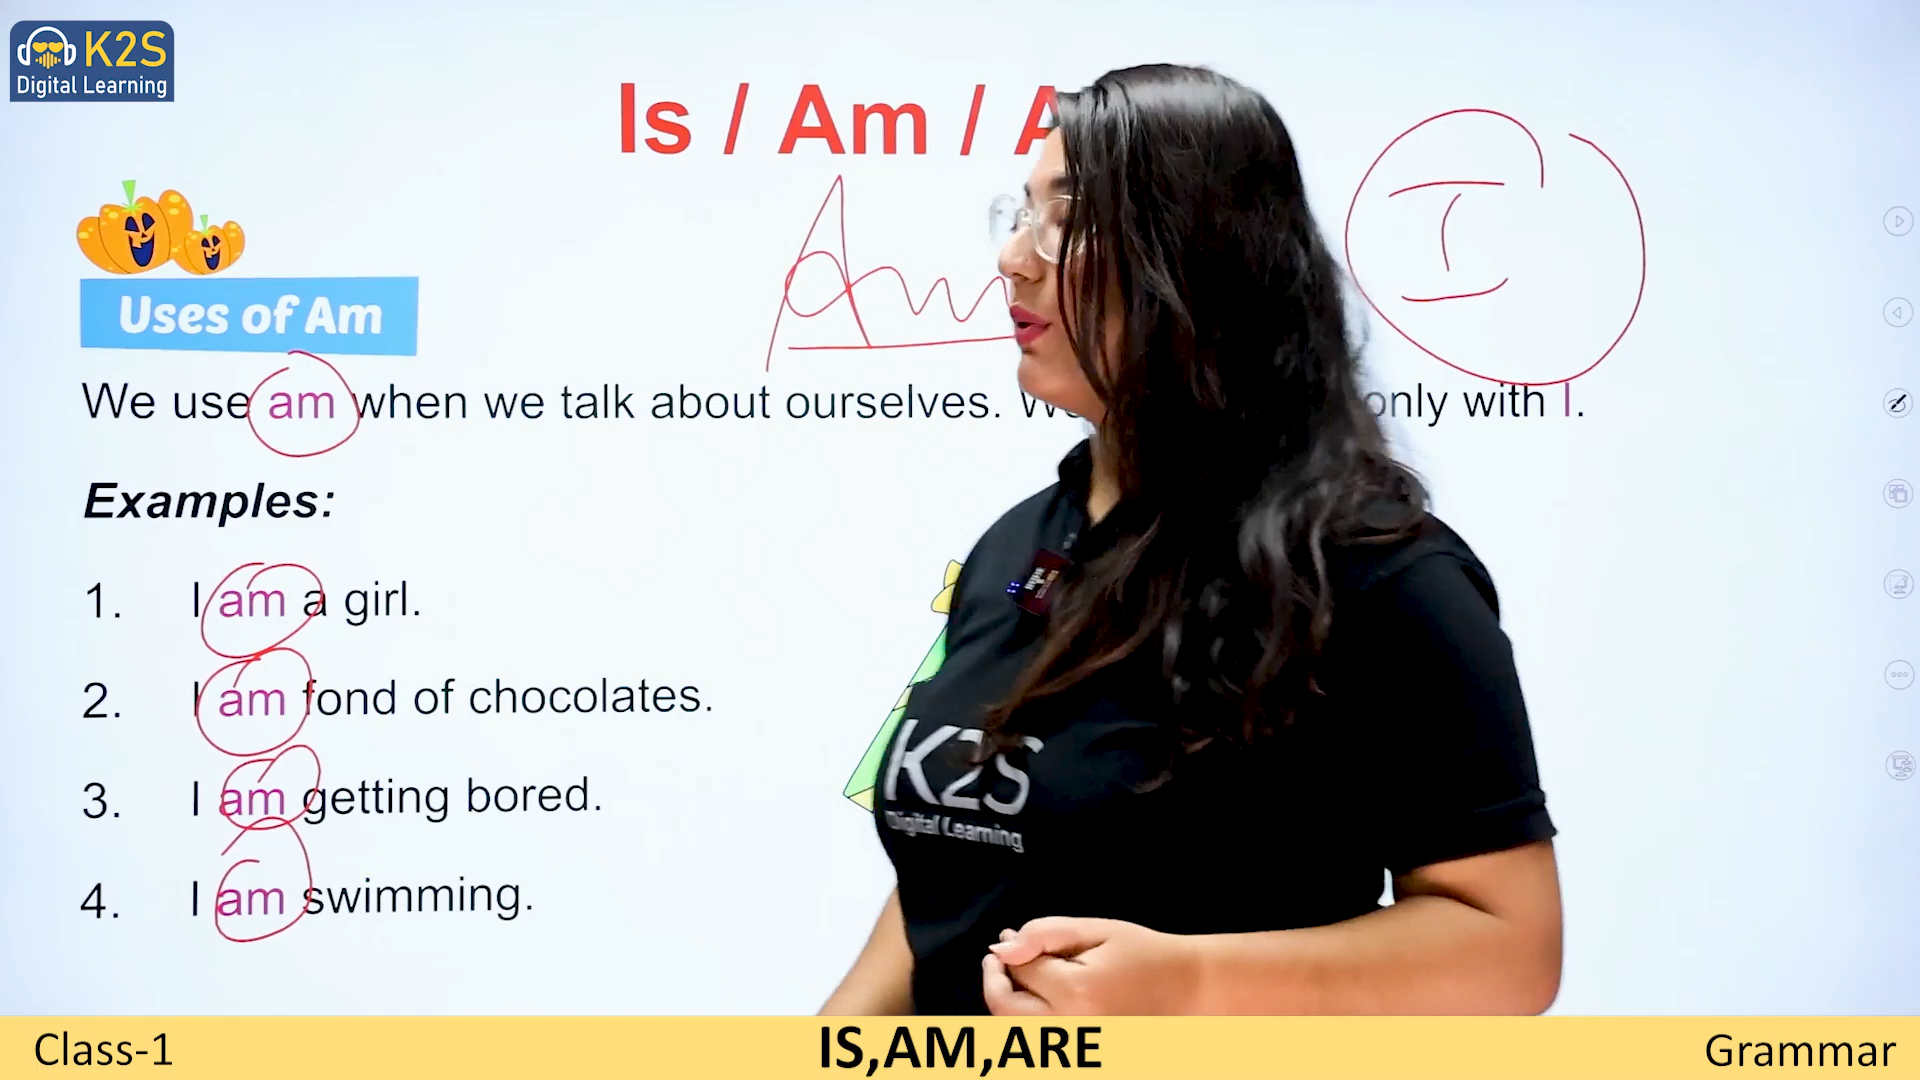 K2S
Digital Learning
Is / Am / A
Am
I
Uses of Am
We use am when we talk about ourselves. only with I.
Examples:
1. I am a girl.
2. I am fond of chocolates.
3. I am getting bored.
4. I am swimming.
K2S
Digital Learning
Class-1
IS,AM,ARE
Grammar